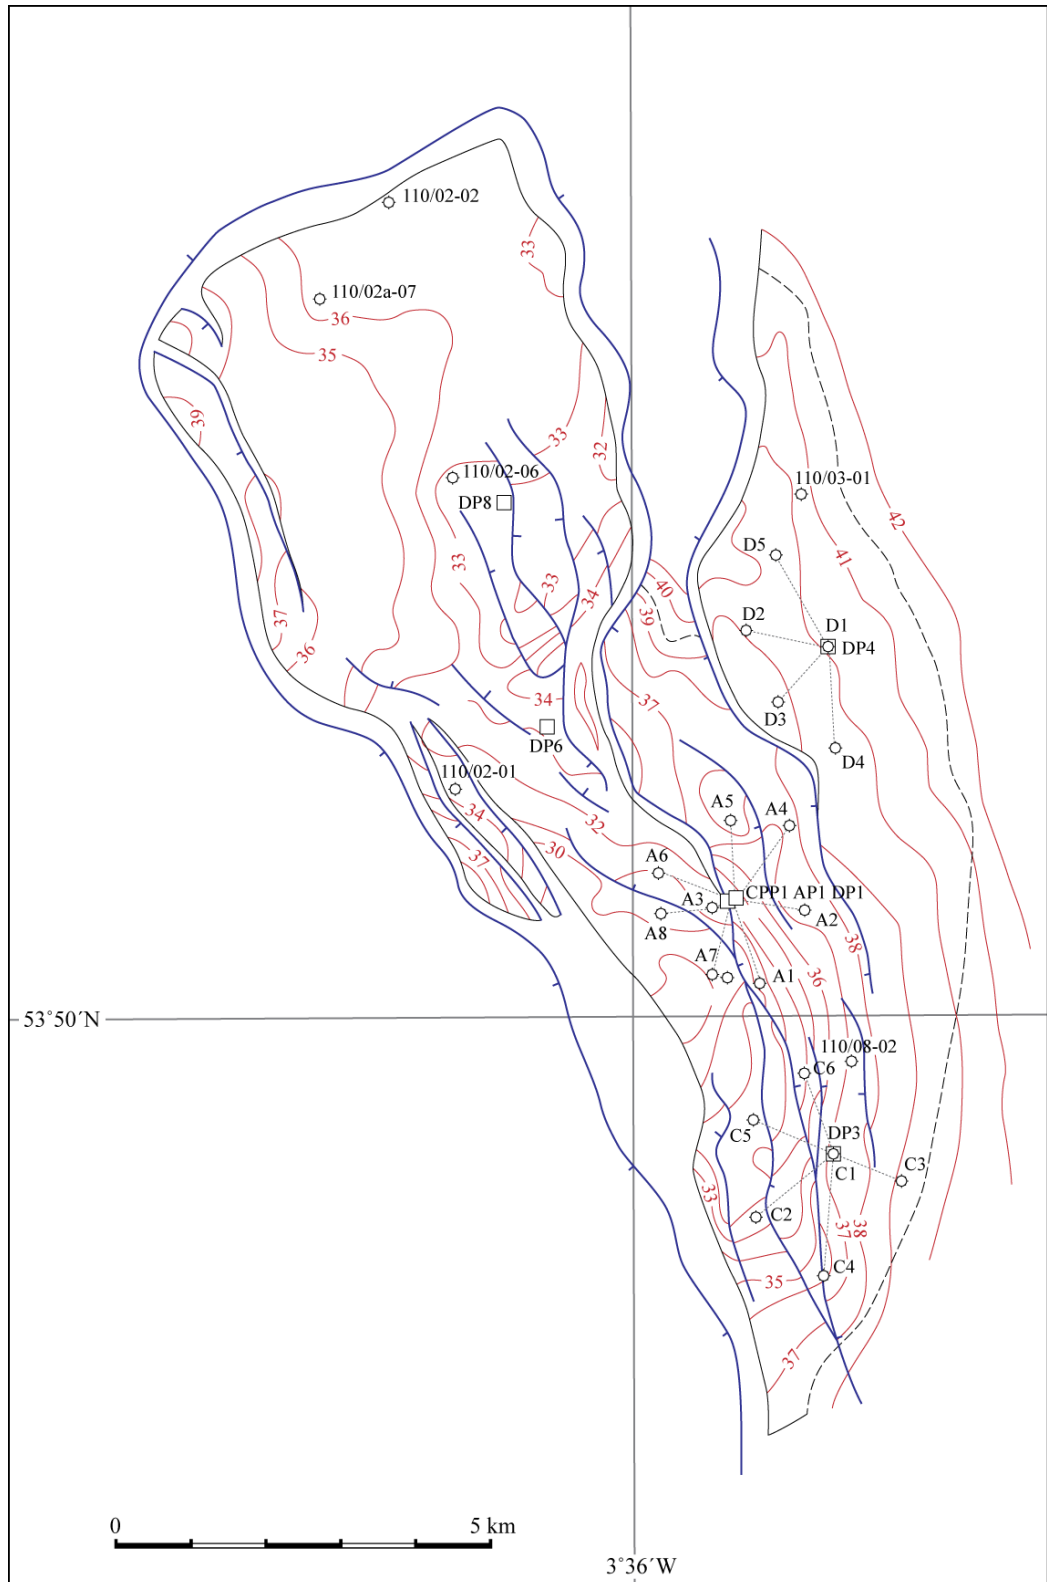 110/02-02
33
110/02a-07
36
35
39
33
32
110/02-06
DP8
110/03-01
42
41
D5
33
33
34
40
39
D2
D1
DP4
37
36
34
37
D3
D4
DP6
110/02-01
34
32
A5
A4
30
37
A6
CPP1 AP1 DP1
A3
A2
A8
38
A7
A1
36
53°50´N
110/08-02
C6
C5
DP3
C1
C3
33
C2
37
38
C4
35
37
0
5 km
3°36´W